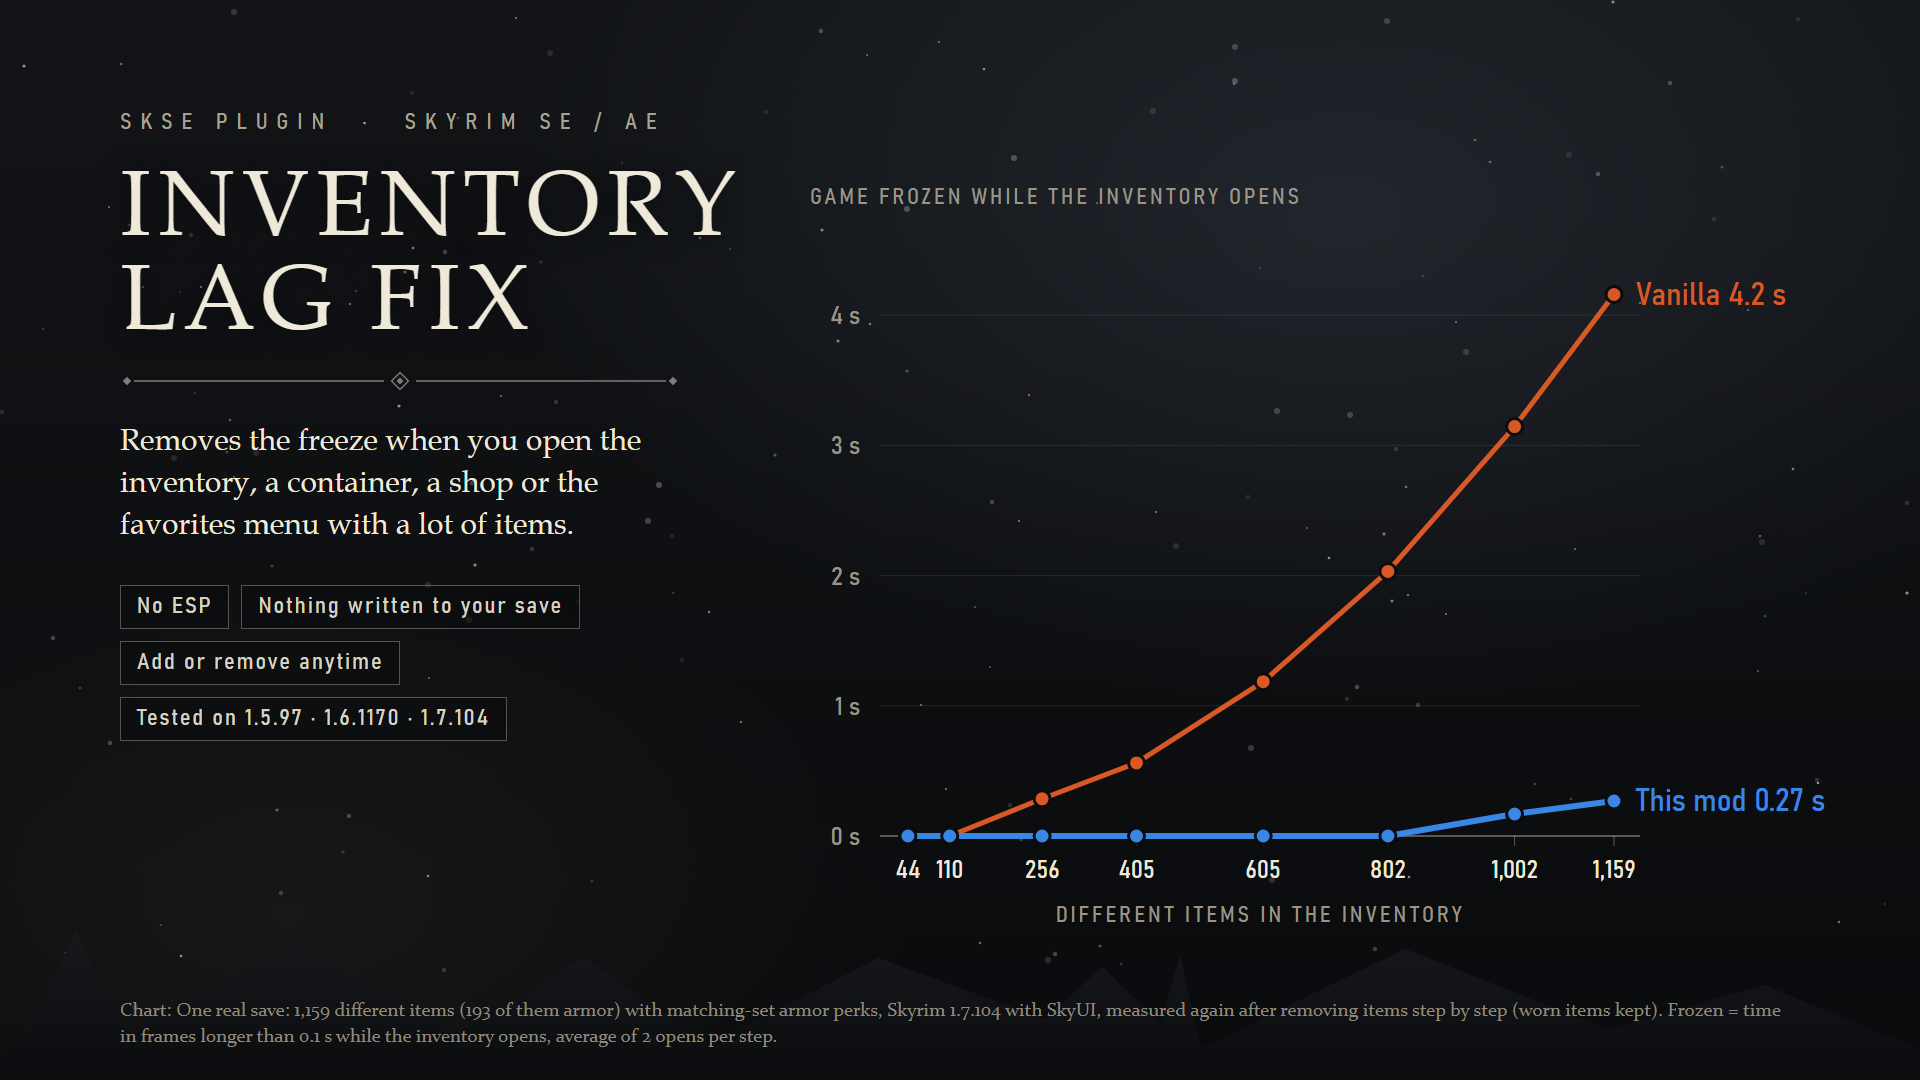 SKSE PLUGIN · SKYRIM SE / AE
INVENTORY
LAG FIX
Removes the freeze when you open the
inventory, a container, a shop or the
favorites menu with a lot of items.
No ESP
Nothing written to your save
Add or remove anytime
Tested on 1.5.97 · 1.6.1170 · 1.7.104
GAME FROZEN WHILE THE INVENTORY OPENS
Vanilla 4.2 s
4 s
3 s
2 s
1 s
This mod 0.27 s
0 s
44 110 256 405 605 802 1,002 1,159
DIFFERENT ITEMS IN THE INVENTORY
Chart: One real save: 1,159 different items (193 of them armor) with matching-set armor perks, Skyrim 1.7.104 with SkyUI, measured again after removing items step by step (worn items kept). Frozen = time
in frames longer than 0.1 s while the inventory opens, average of 2 opens per step.